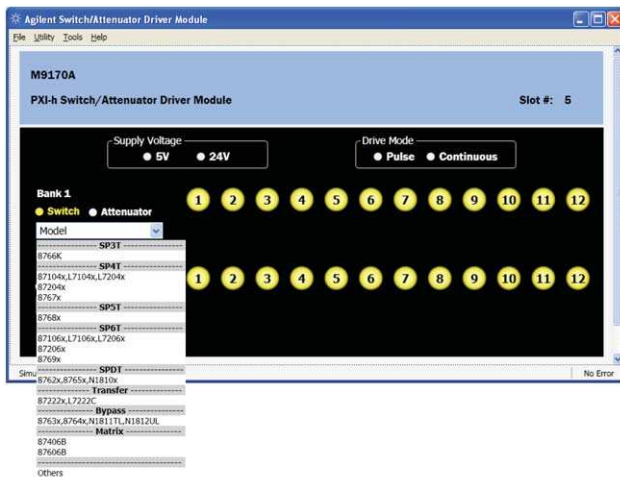 Agilent Switch/Attenuator Driver Module
File Utility Tools Help
M9170A
PXI-h Switch/Attenuator Driver Module Slot #: 5
Supply Voltage Drive Mode
5V 24V Pulse Continuous
Bank 1
1 2 3 4 5 6 7 8 9 10 11 12
Switch Attenuator
Model
SP3T
8766K
SP4T
87104x,L7104x,L7204x
87204x
8767x
1 2 3 4 5 6 7 8 9 10 11 12
SP5T
8768x
SP6T
87106x,L7106x,L7206x
87206x
8769x
SPDT
8762x,8765x,N1810x
Transfer
87222x,L7222C
Bypass
8763x,8764x,N1811TL,N1812UL
Matrix
87406B
87606B
Others
Simu No Error